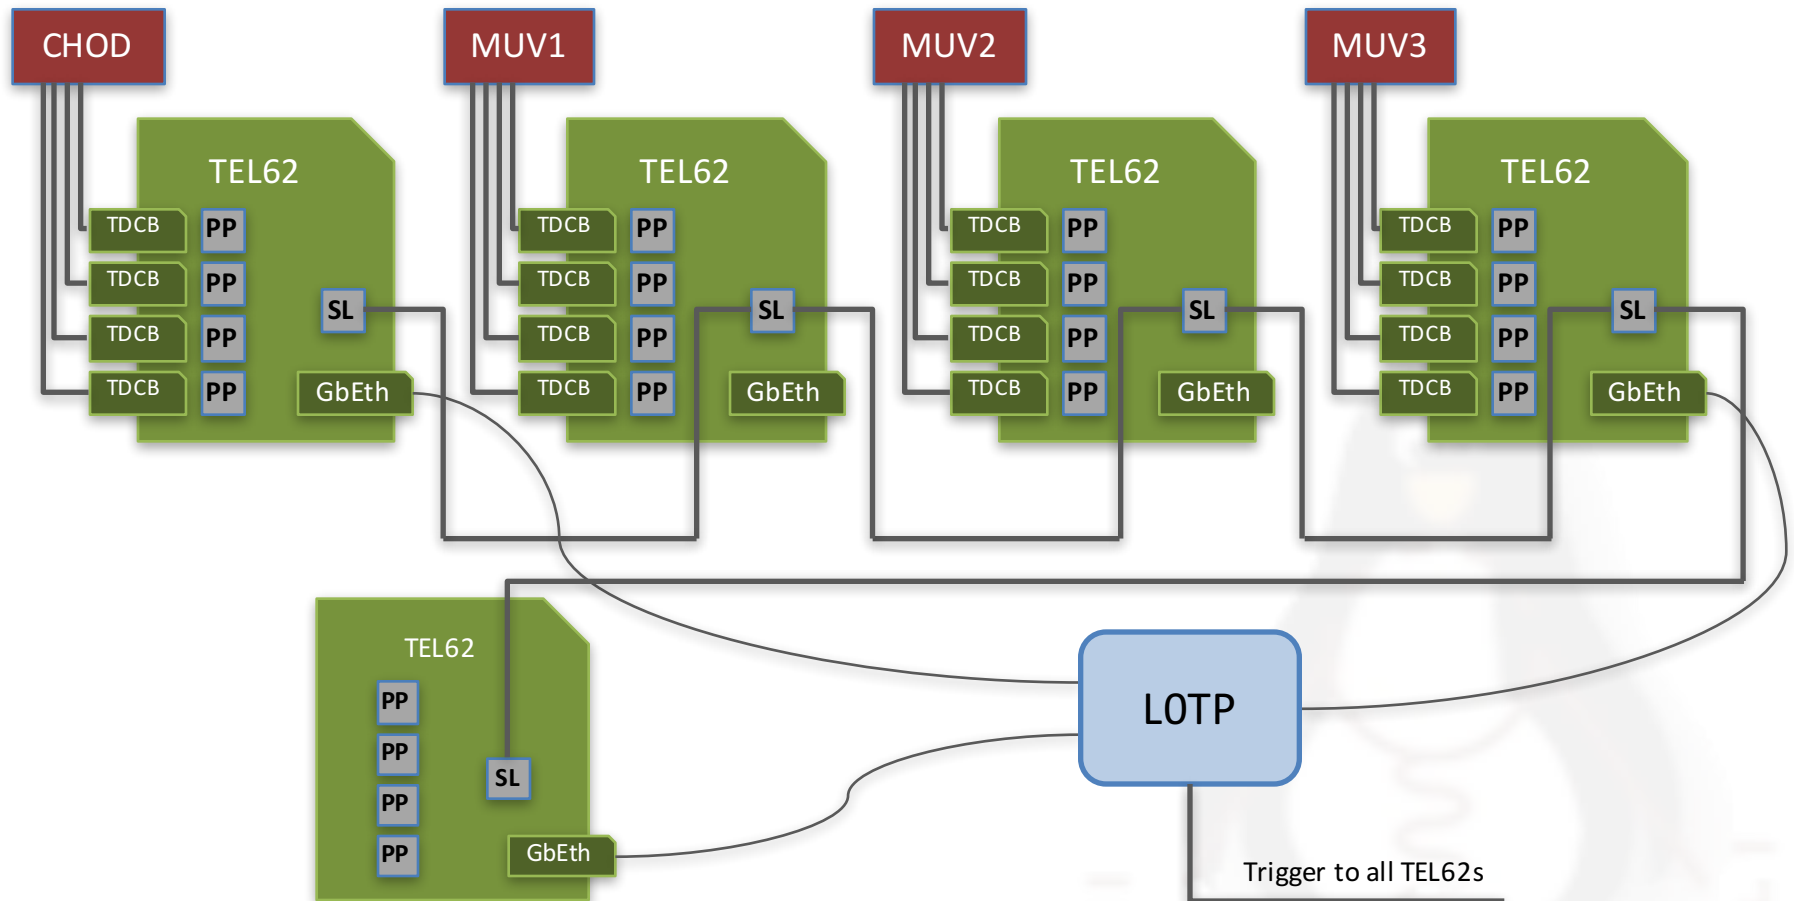 CHOD
MUV1
MUV2
MUV3
TEL62
TEL62
TEL62
TEL62
TDCB PP
TDCB PP
TDCB PP
TDCB PP
SL
GbEth
TDCB PP
TDCB PP
TDCB PP
TDCB PP
SL
GbEth
TDCB PP
TDCB PP
TDCB PP
TDCB PP
SL
GbEth
TDCB PP
TDCB PP
TDCB PP
TDCB PP
SL
GbEth
TEL62
PP
PP
PP
PP
SL
GbEth
L0TP
Trigger to all TEL62s